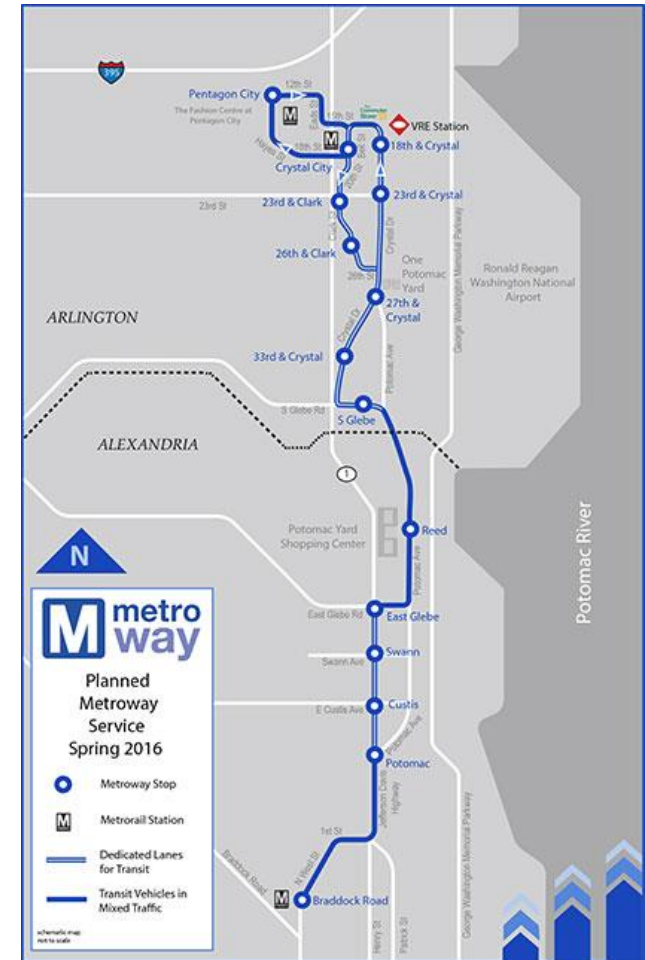 395
Pentagon City
12th St
The Fashion Centre at
Pentagon City
M
Eads St
15th St
VRE Station
M
Bell St
18th & Crystal
Hayes St
18th St
Crystal City
20th St
23rd & Clark
23rd & Crystal
23rd St
Clark St
Crystal Dr
26th & Clark
26th St
One
Potomac
Yard
George Washington Memorial Parkway
Ronald Reagan
Washington National
Airport
27th &
Crystal
ARLINGTON
Crystal Dr
33rd & Crystal
Potomac Ave
S Glebe Rd
S Glebe
ALEXANDRIA
1
Potomac Yard
Shopping Center
Reed
Potomac River
N
Potomac Ave
East Glebe Rd
East Glebe
M metro
way
Swann
Swann Ave
Planned
Metroway
Service
Spring 2016
Custis
E Custis Ave
Potomac Ave
Potomac
Metroway Stop
Jefferson Davis
Highway
George Washington Memorial Parkway
M
Metrorail Station
1st St
Dedicated Lanes
for Transit
Braddock Road
N West St
Transit Vehicles in
Mixed Traffic
M
Braddock Road
Henry St
Patrick St
schematic map
not to scale